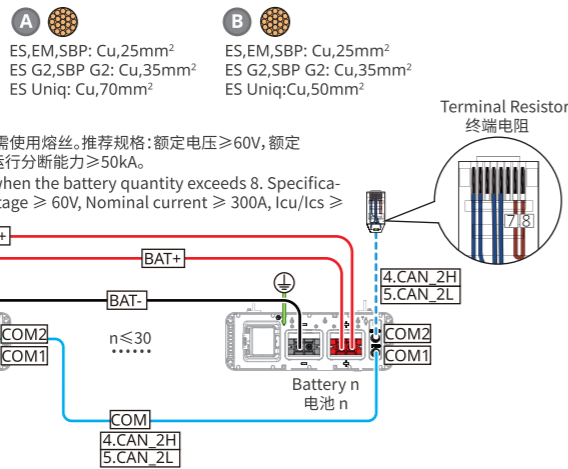 A B
ES,EM,SBP: Cu,25mm²
ES G2,SBP G2: Cu,35mm²
ES Uniq: Cu,70mm²
ES,EM,SBP: Cu,25mm²
ES G2,SBP G2: Cu,35mm²
ES Uniq:Cu,50mm²
Terminal Resistor
终端电阻
需使用熔丝。推荐规格：额定电压≥60V，额定
运行分断能力≥50kA。
when the battery quantity exceeds 8. Specifica-
tage ≥ 60V, Nominal current ≥ 300A, Icu/Ics ≥
7 8
+
BAT+
BAT-
4.CAN_2H
5.CAN_2L
COM2
COM1
n≤30
......
COM2
COM1
Battery n
电池 n
COM
4.CAN_2H
5.CAN_2L